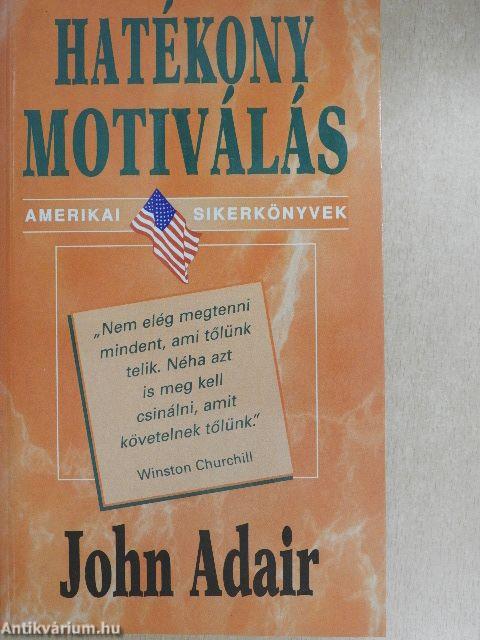 HATÉKONY
MOTIVÁLÁS
AMERIKAI SIKERKÖNYVEK
„Nem elég megtenni
mindent, ami tőlünk
telik. Néha azt
is meg kell
csinálni, amit
követelnek tőlünk."
Winston Churchill
John Adair
Antikvárium.hu